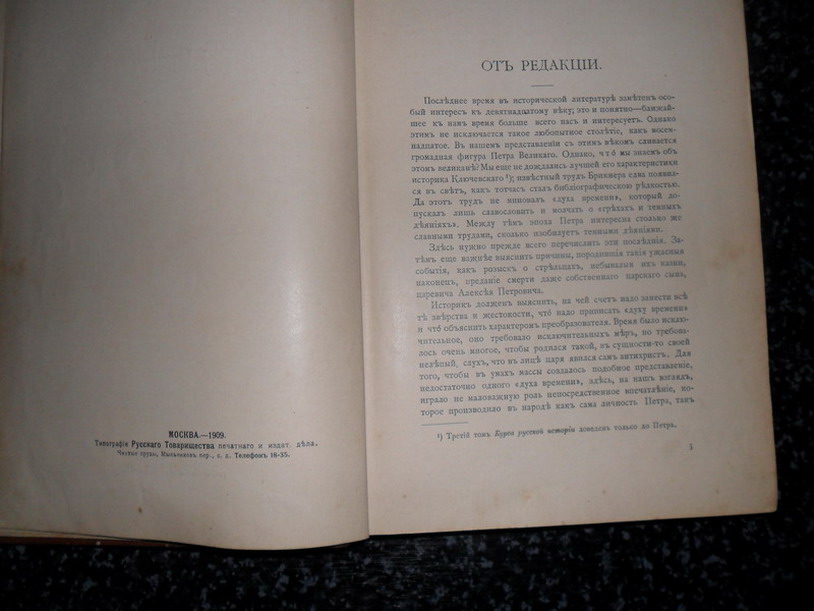 МОСКВА.—1909.
Типографія Русскаго Товарищества печатнаго и издат. дѣла.
Чистые пруды, Мыльниковъ пер., с. д. Телефонъ 18-35.
ОТЪ РЕДАКЦІИ.
Послѣднее время въ исторической литературѣ замѣтенъ осо-
бый интересъ къ девятнадцатому вѣку; это и понятно—ближай-
шее къ намъ время больше всего насъ и интересуетъ. Однако
этимъ не исключается такое любопытное столѣтіе, какъ восем-
надцатое. Въ нашемъ представленіи съ этимъ вѣкомъ сливается
громадная фигура Петра Великаго. Однако, что́ мы знаемъ объ
этомъ великанѣ? Мы еще не дождались лучшей его характеристики
историка Ключевскаго ¹); извѣстный трудъ Брикнера едва появил-
ся въ свѣтъ, какъ тотчасъ сталъ библіографическою рѣдкостью.
Да этотъ трудъ не миновалъ «духа времени», который до-
пускалъ лишь славословить и молчать о «грѣхахъ и темныхъ
дѣяніяхъ». Между тѣмъ эпоха Петра интересна столько же
славными трудами, сколько изобилуетъ темными дѣяніями.
Здѣсь нужно прежде всего перечислить эти послѣднія. За-
тѣмъ еще важнѣе выяснить причины, породившія такія ужасныя
событія, какъ розыскъ о стрѣльцахъ, небывалыя ихъ казни,
наконецъ, преданіе смерти даже собственнаго царскаго сына,
царевича Алексѣя Петровича.
Историкъ долженъ выяснить, на чей счетъ надо занести всѣ
тѣ звѣрства и жестокости, что́ надо приписать «духу времени»
и что́ объяснить характеромъ преобразователя. Время было исклю-
чительное, оно требовало исключительныхъ мѣръ, но требова-
лось очень многое, чтобы родился такой, въ сущности-то своей
нелѣпый, слухъ, что въ лицѣ царя явился самъ антихристъ. Для
того, чтобы въ умахъ массы создалось подобное представленіе,
недостаточно одного «духа времени», здѣсь, на нашъ взглядъ,
играло не маловажную роль непосредственное впечатлѣніе, ко-
торое производило въ народѣ какъ сама личность Петра, такъ
¹) Третій томъ Курса русской исторіи доведенъ только до Петра.
5